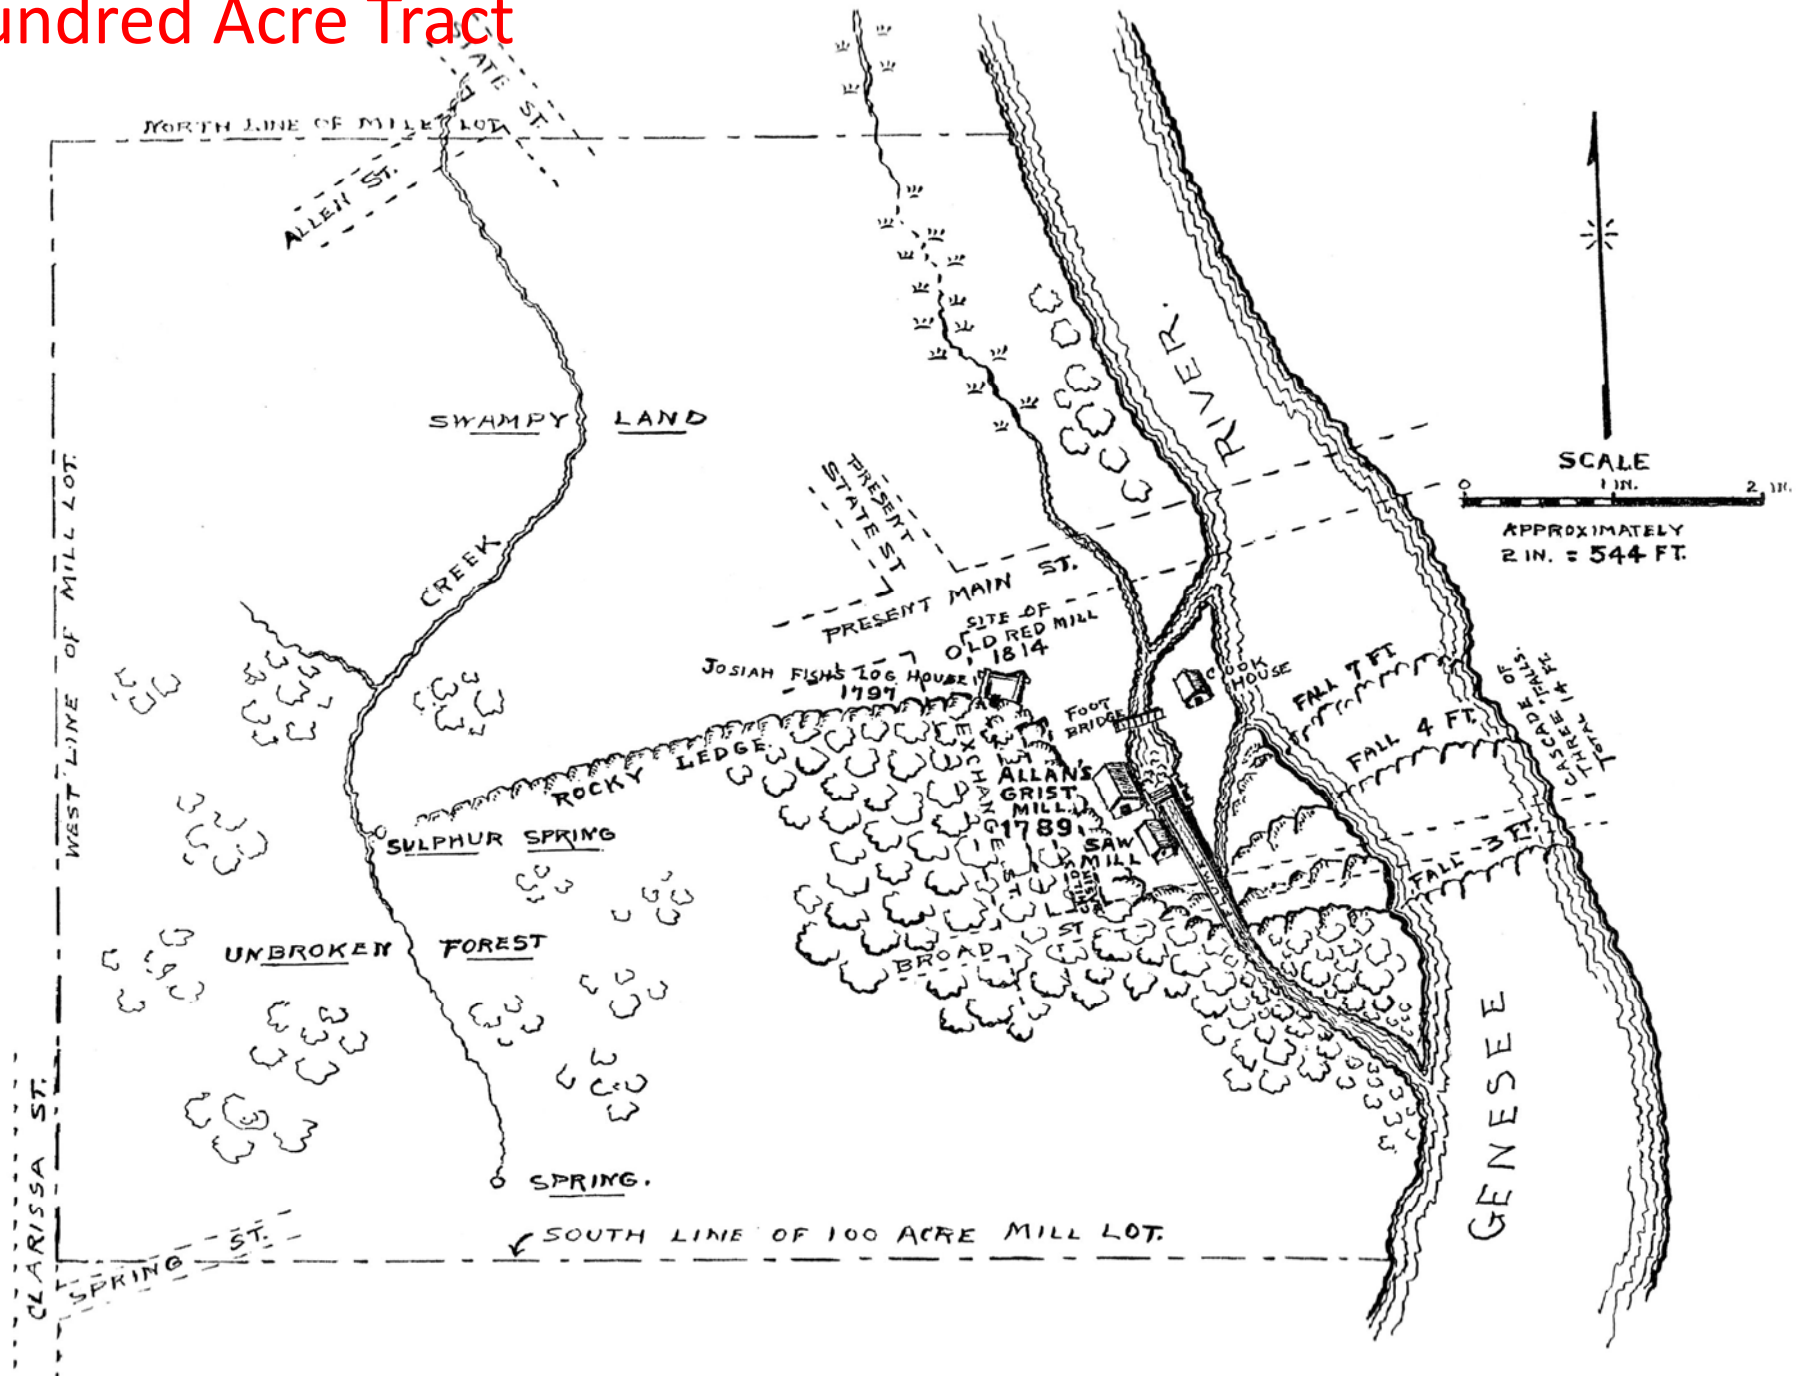 undred Acre Tract
STATE ST.
NORTH LINE OF MILL LOT
ALLEN ST.
WEST LINE OF MILL LOT.
SWAMPY LAND
CREEK
PRESENT
STATE ST
PRESENT MAIN ST.
SITE OF
OLD RED MILL
1814
JOSIAH FISH'S LOG HOUSE
1797
RIVER.
SCALE
0 1 IN. 2 IN.
APPROXIMATELY
2 IN. = 544 FT.
COOK
HOUSE
FOOT
BRIDGE
FALL 7 FT
FALL 4 FT.
FALL 3 FT.
CASCADE OF
THREE FALLS.
TOTAL 14 FT.
ROCKY LEDGE
EXCHANGE ST.
ALLAN'S
GRIST
MILL
1789
SAW
MILL
FLUME
SULPHUR SPRING
UNBROKEN FOREST
BROAD ST
GENESEE
SPRING.
SOUTH LINE OF 100 ACRE MILL LOT.
CLARISSA ST.
SPRING ST.